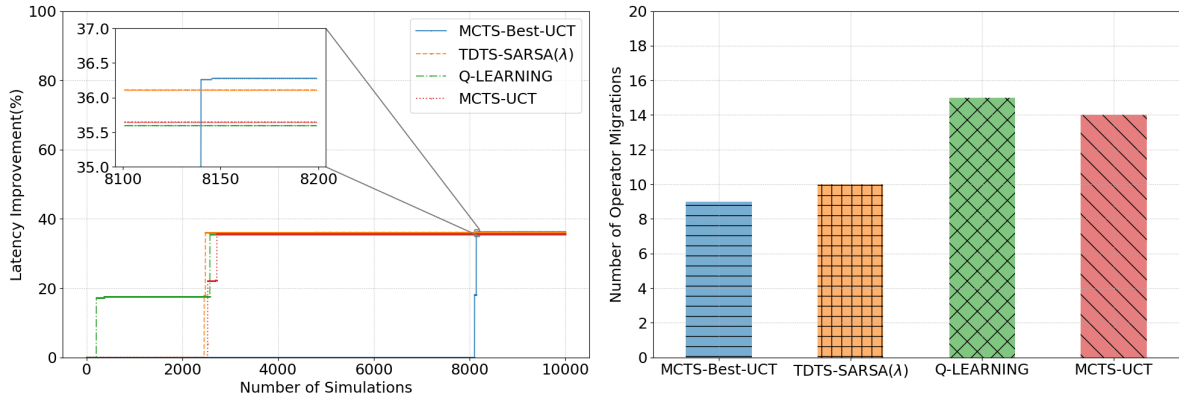 100
80
60
40
20
0
Latency Improvement(%)
37.0
36.5
36.0
35.5
35.0
8100 8150 8200
MCTS-Best-UCT
TDTS-SARSA(λ)
Q-LEARNING
MCTS-UCT
0 2000 4000 6000 8000 10000
Number of Simulations
20
18
16
14
12
10
8
6
4
2
0
Number of Operator Migrations
MCTS-Best-UCT TDTS-SARSA(λ) Q-LEARNING MCTS-UCT